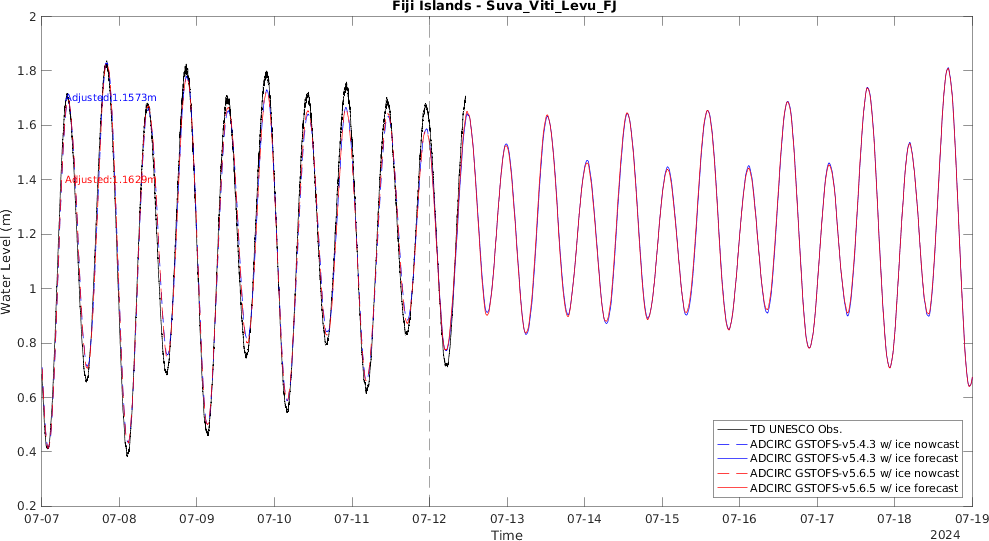 Fiji Islands - Suva_Viti_Levu_FJ
Water Level (m)
2
1.8
1.6
1.4
1.2
1
0.8
0.6
0.4
0.2
Adjusted:1.1573m
Adjusted:1.1629m
TD UNESCO Obs.
ADCIRC GSTOFS-v5.4.3 w/ ice nowcast
ADCIRC GSTOFS-v5.4.3 w/ ice forecast
ADCIRC GSTOFS-v5.6.5 w/ ice nowcast
ADCIRC GSTOFS-v5.6.5 w/ ice forecast
07-07 07-08 07-09 07-10 07-11 07-12 07-13 07-14 07-15 07-16 07-17 07-18 07-19
Time
2024